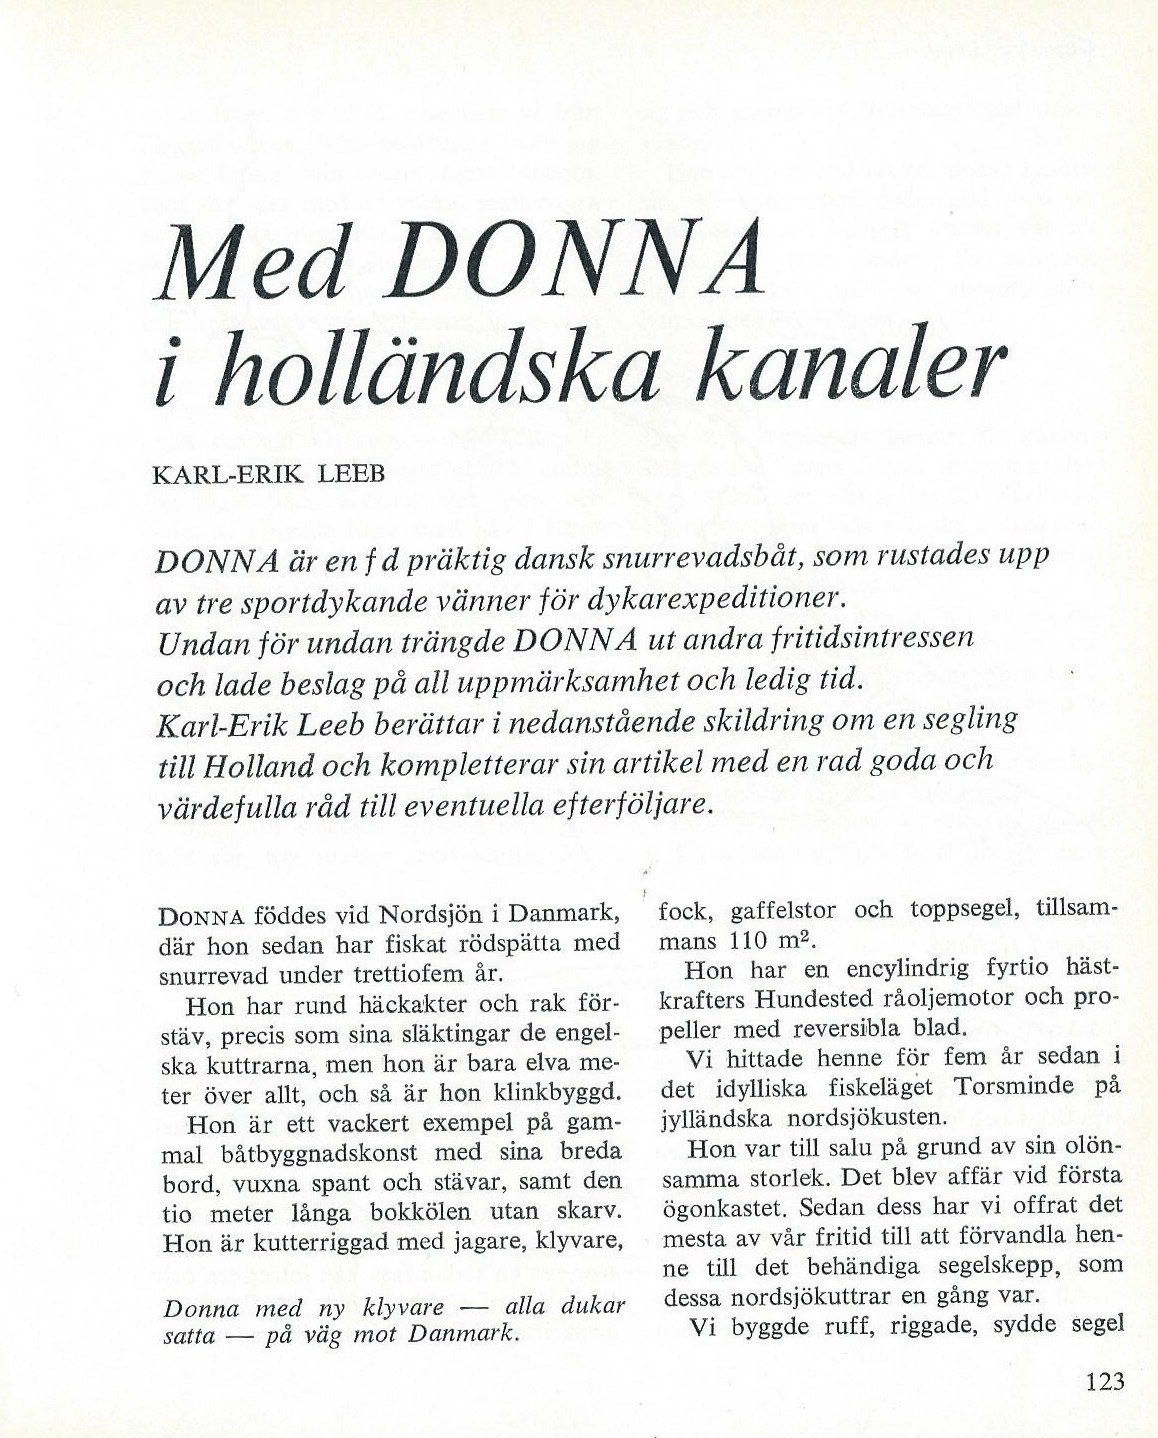 Med DONNA
i holländska kanaler
KARL-ERIK LEEB
DONNA är en f d präktig dansk snurrevadsbåt, som rustades upp
av tre sportdykande vänner för dykarexpeditioner.
Undan för undan trängde DONNA ut andra fritidsintressen
och lade beslag på all uppmärksamhet och ledig tid.
Karl-Erik Leeb berättar i nedanstående skildring om en segling
till Holland och kompletterar sin artikel med en rad goda och
värdefulla råd till eventuella efterföljare.
DONNA föddes vid Nordsjön i Danmark,
där hon sedan har fiskat rödspätta med
snurrevad under trettiofem år.
Hon har rund häckakter och rak för-
stäv, precis som sina släktingar de engel-
ska kuttrarna, men hon är bara elva me-
ter över allt, och så är hon klinkbyggd.
Hon är ett vackert exempel på gam-
mal båtbyggnadskonst med sina breda
bord, vuxna spant och stävar, samt den
tio meter långa bokkölen utan skarv.
Hon är kutterriggad med jagare, klyvare,
Donna med ny klyvare — alla dukar
satta — på väg mot Danmark.
fock, gaffelstor och toppsegel, tillsam-
mans 110 m².
Hon har en encylindrig fyrtio häst-
krafters Hundested råoljemotor och pro-
peller med reversibla blad.
Vi hittade henne för fem år sedan i
det idylliska fiskeläget Torsminde på
jylländska nordsjökusten.
Hon var till salu på grund av sin olön-
samma storlek. Det blev affär vid första
ögonkastet. Sedan dess har vi offrat det
mesta av vår fritid till att förvandla hen-
ne till det behändiga segelskepp, som
dessa nordsjökuttrar en gång var.
Vi byggde ruff, riggade, sydde segel
123